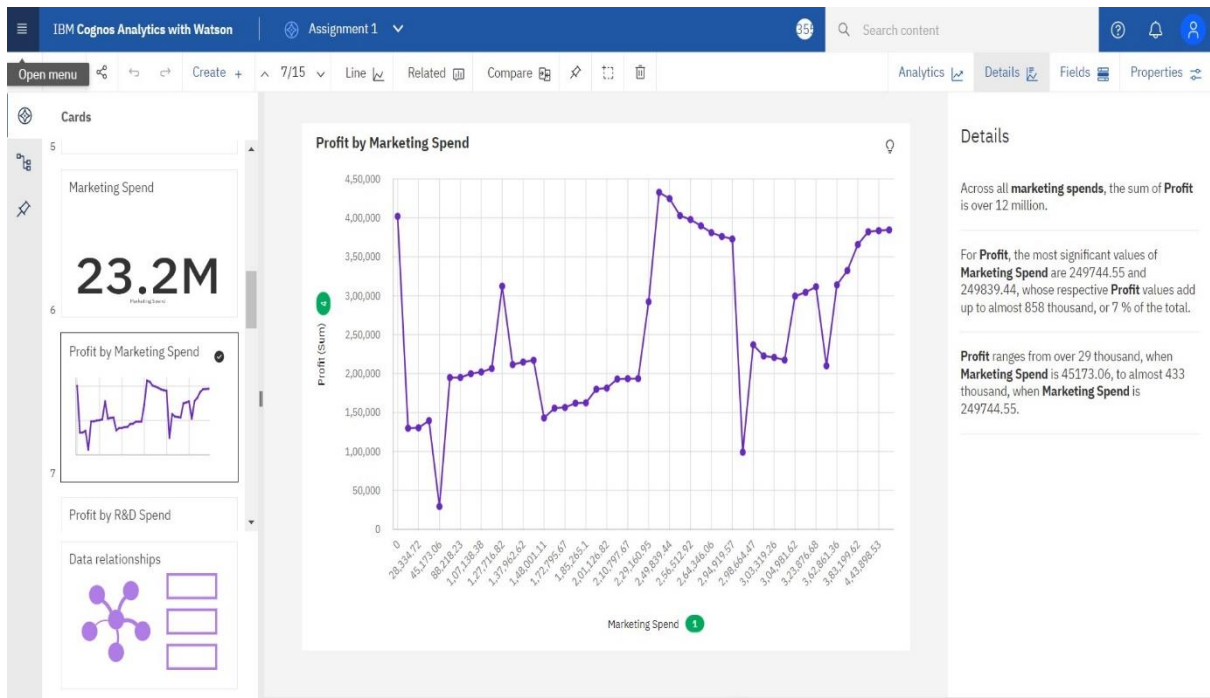 IBM Cognos Analytics with Watson
Assignment 1
Search content
Open menu
Create +
7/15
Line
Related
Compare
Analytics
Details
Fields
Properties
Cards
5
Marketing Spend
23.2M
Marketing Spend
6
Profit by Marketing Spend
7
Profit by R&D Spend
Data relationships
Profit by Marketing Spend
4,50,000
4,00,000
3,50,000
3,00,000
2,50,000
2,00,000
1,50,000
1,00,000
50,000
0
Profit (Sum)
0
28,334.72
45,173.06
88,218.23
1,07,138.38
1,27,716.82
1,37,962.62
1,48,001.11
1,72,795.67
1,85,265.1
2,01,126.82
2,10,797.67
2,29,160.95
2,49,839.44
2,56,512.92
2,64,346.06
2,94,919.57
2,98,664.47
3,03,319.26
3,04,981.62
3,23,876.68
3,62,861.36
3,83,199.62
4,43,898.53
Marketing Spend 1
Details
Across all marketing spends, the sum of Profit
is over 12 million.
For Profit, the most significant values of
Marketing Spend are 249744.55 and
249839.44, whose respective Profit values add
up to almost 858 thousand, or 7 % of the total.
Profit ranges from over 29 thousand, when
Marketing Spend is 45173.06, to almost 433
thousand, when Marketing Spend is
249744.55.